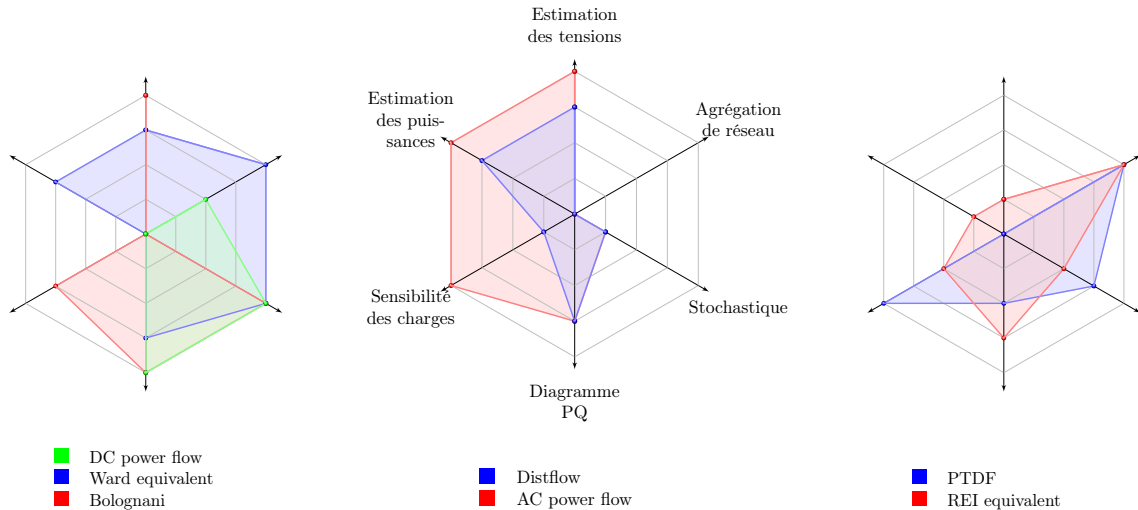 Estimation
des tensions
Estimation
des puis-
sances
Agrégation
de réseau
Sensibilité
des charges
Stochastique
Diagramme
PQ
DC power flow
Ward equivalent
Bolognani
Distflow
AC power flow
PTDF
REI equivalent